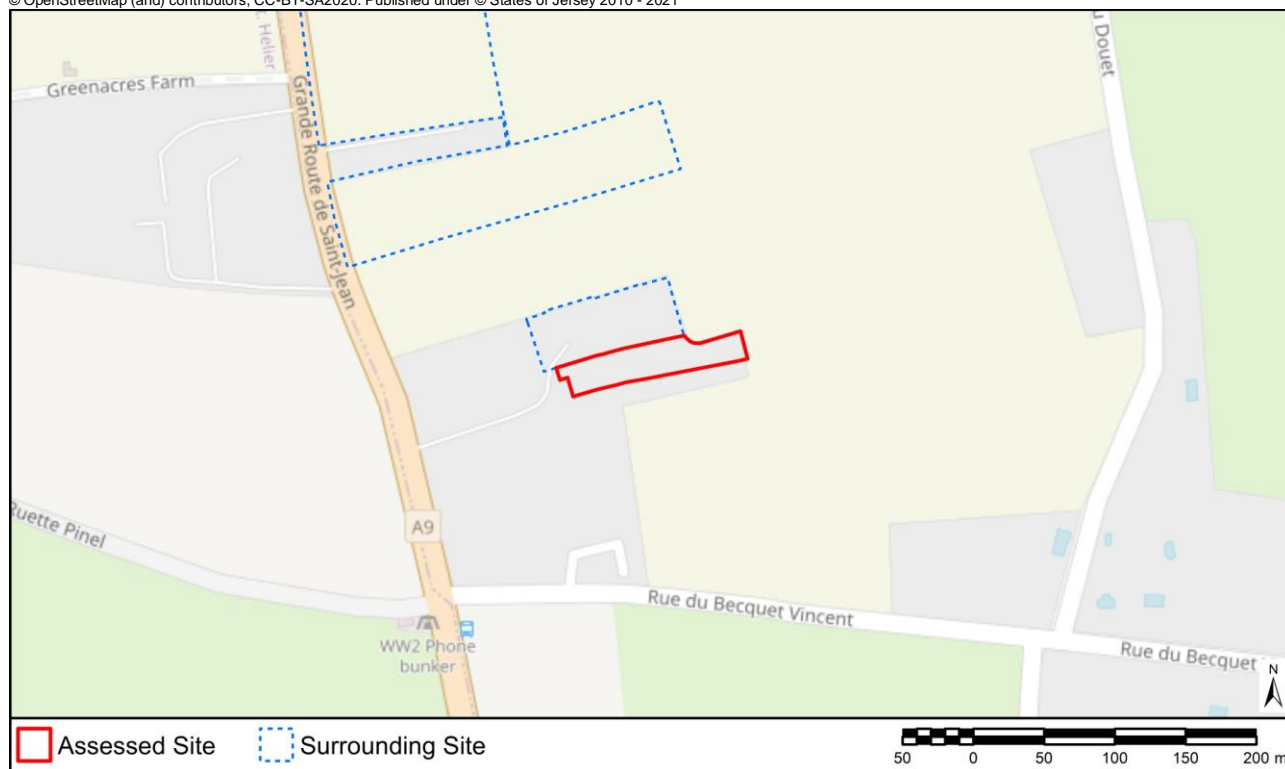 © OpenStreetMap (and) contributors, CC-BY-SA2020. Published under © States of Jersey 2010 - 2021
Helier
u Douet
Greenacres Farm
Grande Route de Saint-Jean
A9
Ruette Pinel
Rue du Becquet Vincent
WW2 Phone
bunker
Rue du Becquet
N
Assessed Site
Surrounding Site
50 0 50 100 150 200 m